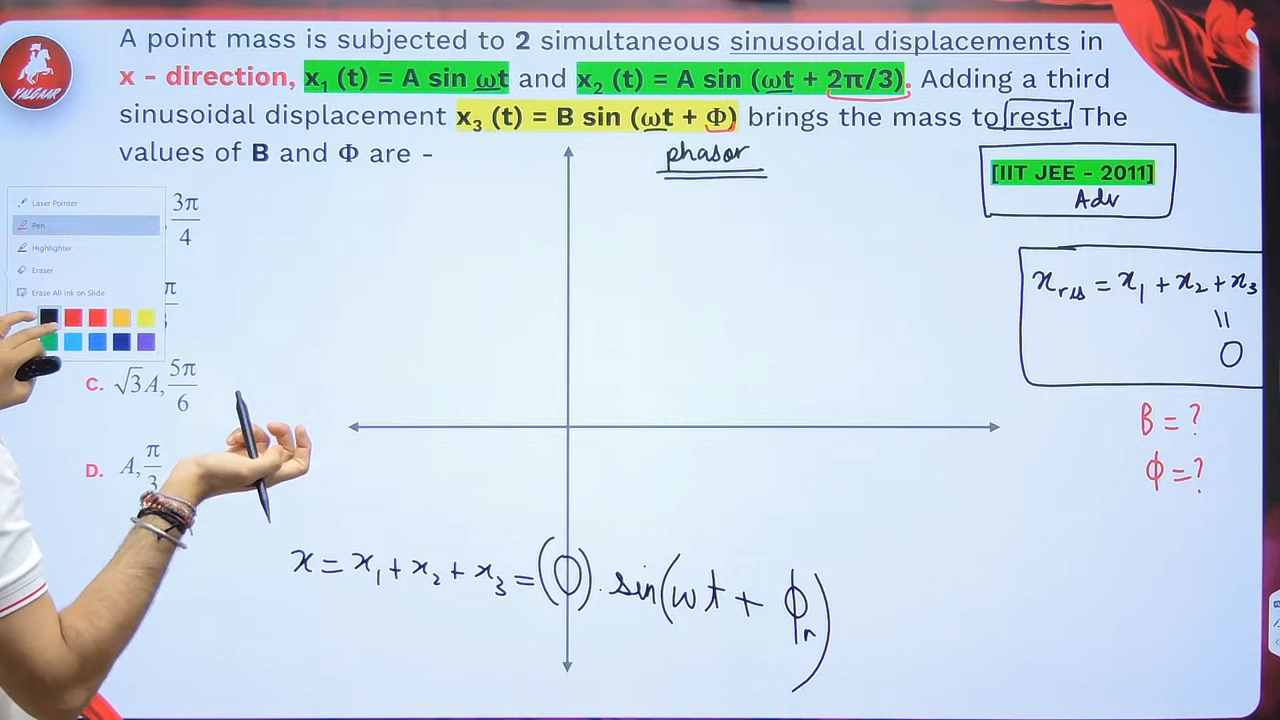 A point mass is subjected to 2 simultaneous sinusoidal displacements in
x - direction, x₁ (t) = A sin ωt and x₂ (t) = A sin (ωt + 2π/3). Adding a third
sinusoidal displacement x₃ (t) = B sin (ωt + Φ) brings the mass to rest. The
values of B and Φ are -
YALGAAR
phasor
[IIT JEE - 2011]
Adv
Laser Pointer
Pen
Highlighter
Eraser
Erase All Ink on Slide
3π/4
π
C. √3A, 5π/6
D. A, π/3
x_res = x₁ + x₂ + x₃
=
0
B = ?
ϕ = ?
x = x₁ + x₂ + x₃ = (0) . sin(ωt + ϕ_r)